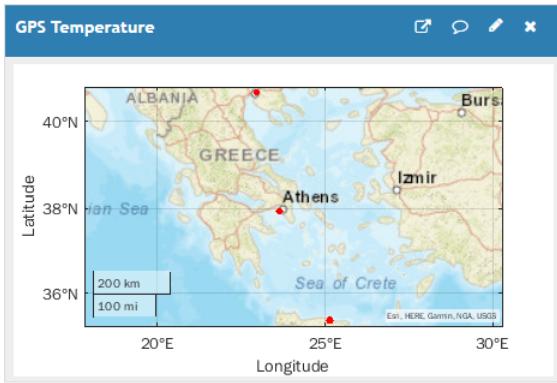 GPS Temperature
ALBANIA
Burs
40°N
GREECE
Izmir
Athens
38°N
ian Sea
Latitude
200 km
Sea of Crete
36°N
100 mi
Esri, HERE, Garmin, NGA, USGS
20°E
25°E
30°E
Longitude